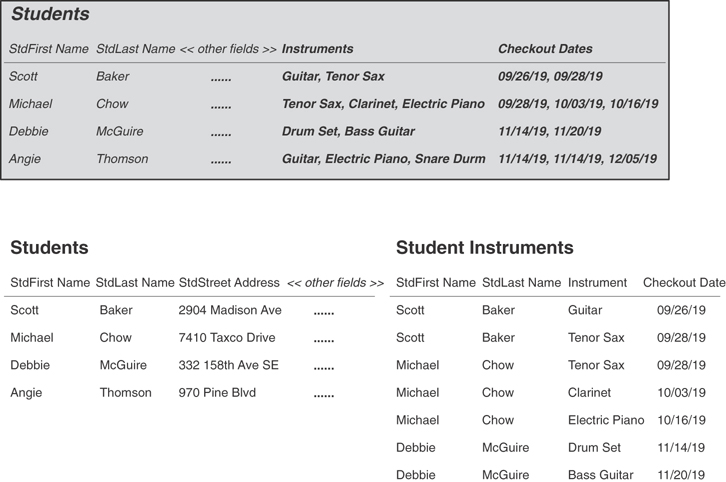 Students
StdFirst Name StdLast Name << other fields >> Instruments Checkout Dates
Scott Baker ...... Guitar, Tenor Sax 09/26/19, 09/28/19
Michael Chow ...... Tenor Sax, Clarinet, Electric Piano 09/28/19, 10/03/19, 10/16/19
Debbie McGuire ...... Drum Set, Bass Guitar 11/14/19, 11/20/19
Angie Thomson ...... Guitar, Electric Piano, Snare Durm 11/14/19, 11/14/19, 12/05/19
Students
StdFirst Name StdLast Name StdStreet Address << other fields >>
Scott Baker 2904 Madison Ave ......
Michael Chow 7410 Taxco Drive ......
Debbie McGuire 332 158th Ave SE ......
Angie Thomson 970 Pine Blvd ......
Student Instruments
StdFirst Name StdLast Name Instrument Checkout Date
Scott Baker Guitar 09/26/19
Scott Baker Tenor Sax 09/28/19
Michael Chow Tenor Sax 09/28/19
Michael Chow Clarinet 10/03/19
Michael Chow Electric Piano 10/16/19
Debbie McGuire Drum Set 11/14/19
Debbie McGuire Bass Guitar 11/20/19